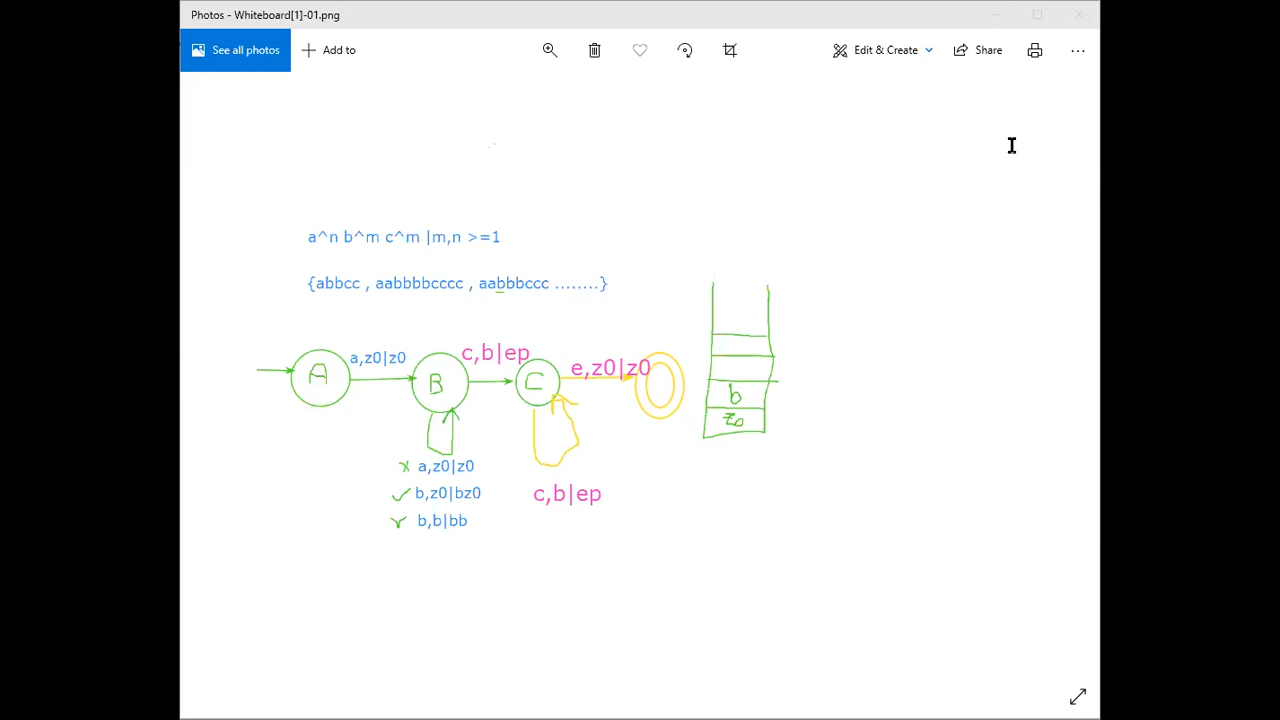 Photos - Whiteboard[1]-01.png
See all photos
Add to
Edit & Create
Share
a^n b^m c^m |m,n >=1
{abbcc , aabbbbcccc , aabbbccc ........}
A
a,z0|z0
B
c,b|ep
C
e,z0|z0
b
z0
a,z0|z0
b,z0|bz0
b,b|bb
c,b|ep